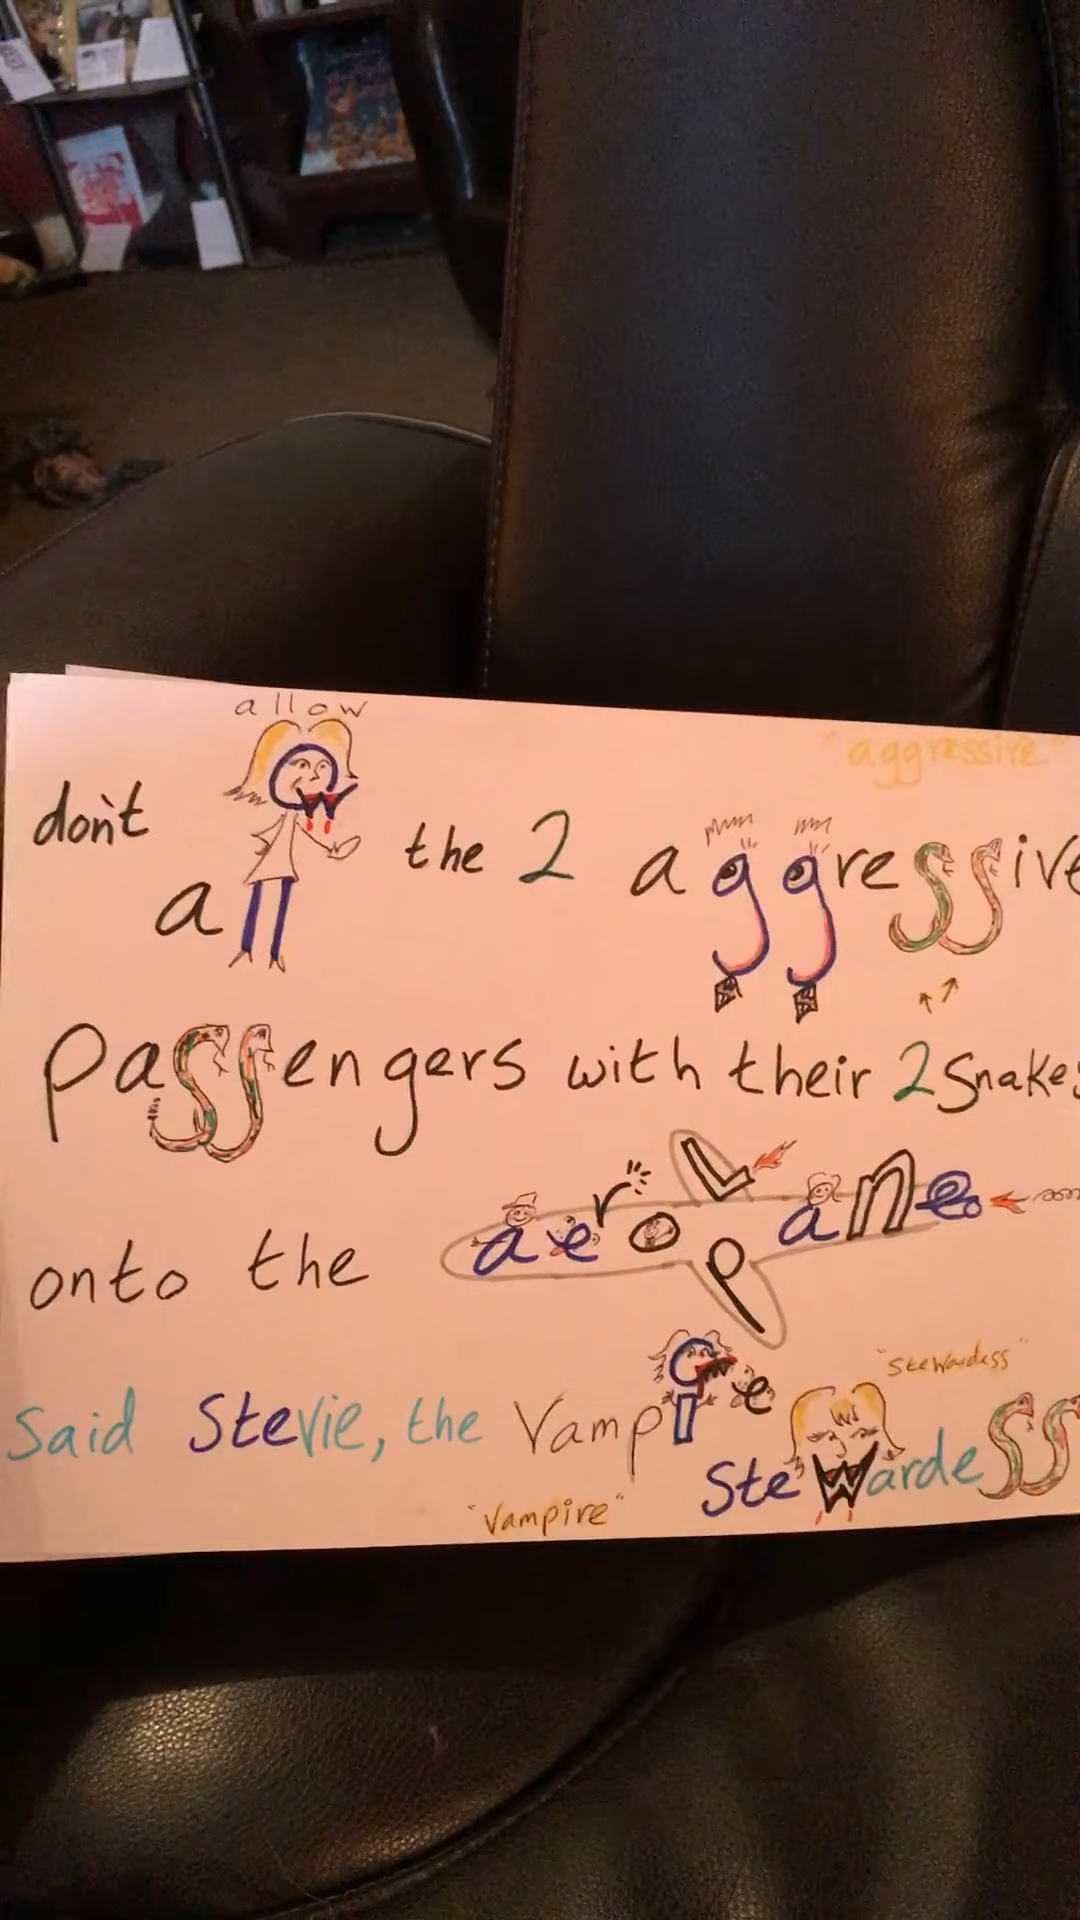 allow
"aggressive"
don't allow the 2 aggressive
passengers with their 2 snakes
onto the aeroplane
said Stevie, the Vampire
"Stewardess"
Stewardess
"Vampire"